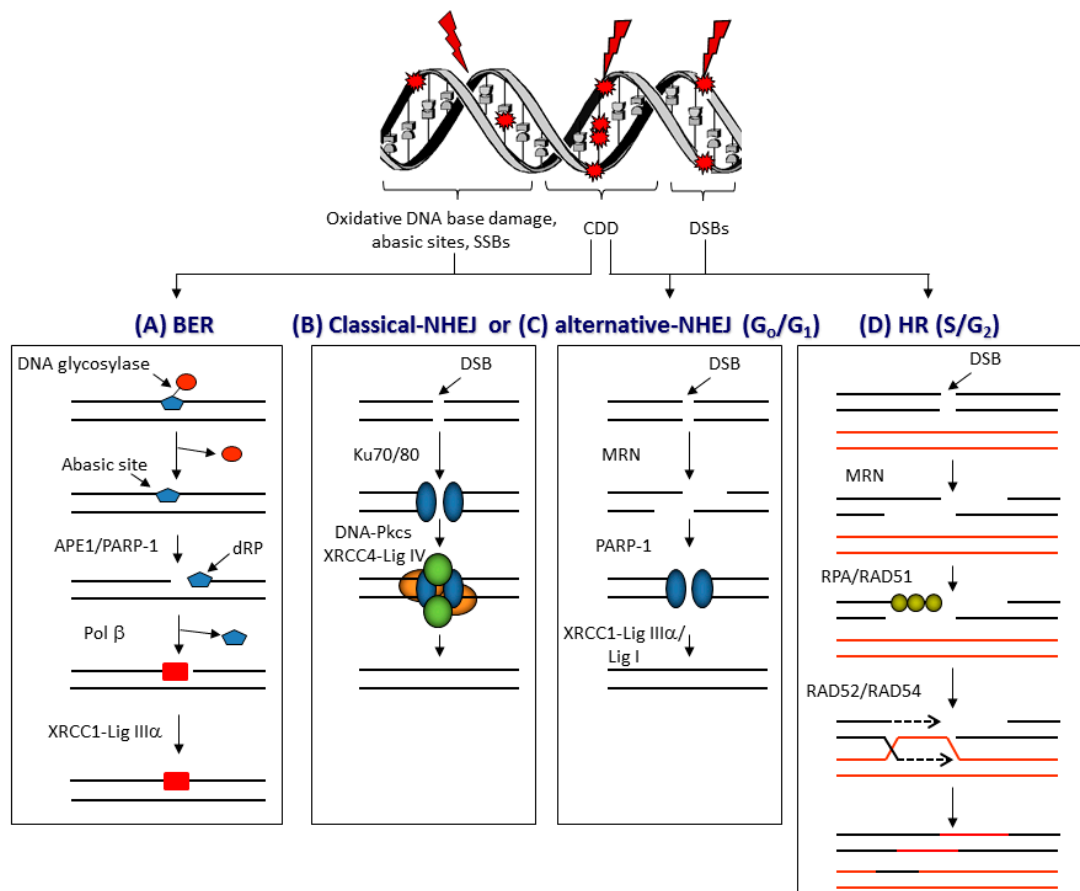 Oxidative DNA base damage,
abasic sites, SSBs
CDD
DSBs
(A) BER
(B) Classical-NHEJ or (C) alternative-NHEJ (Go/G1)
(D) HR (S/G2)
DNA glycosylase
Abasic site
APE1/PARP-1
dRP
Pol β
XRCC1-Lig IIIα
DSB
Ku70/80
DNA-Pkcs
XRCC4-Lig IV
DSB
MRN
PARP-1
XRCC1-Lig IIIα/
Lig I
DSB
MRN
RPA/RAD51
RAD52/RAD54